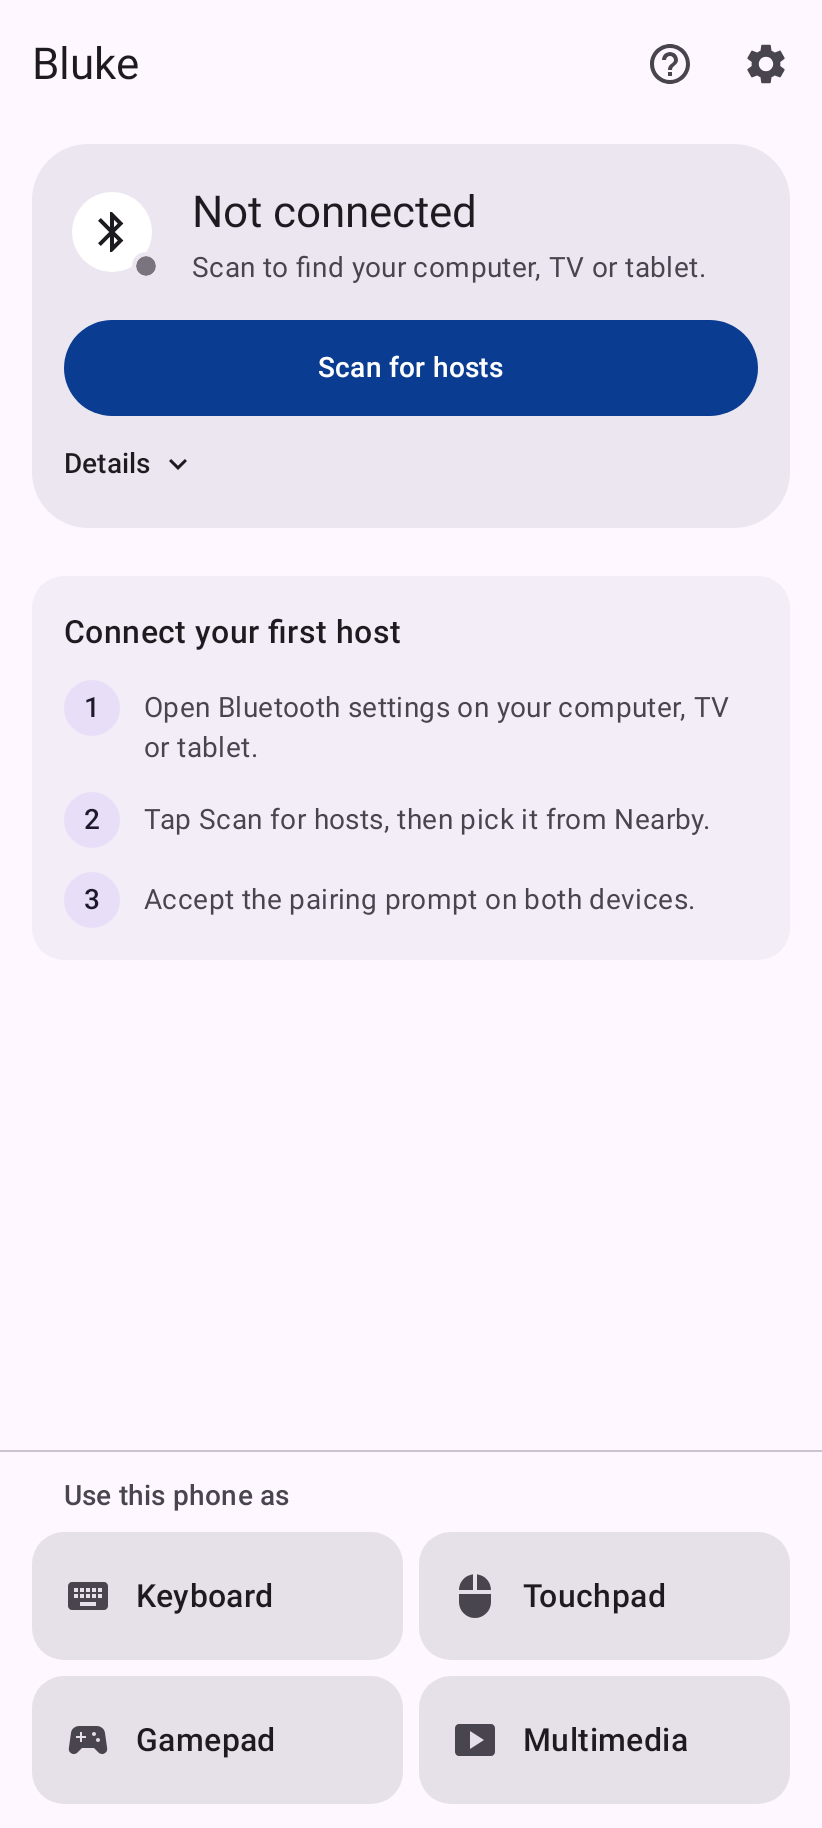 Bluke
Not connected
Scan to find your computer, TV or tablet.
Scan for hosts
Details
Connect your first host
1 Open Bluetooth settings on your computer, TV
or tablet.
2 Tap Scan for hosts, then pick it from Nearby.
3 Accept the pairing prompt on both devices.
Use this phone as
Keyboard
Touchpad
Gamepad
Multimedia